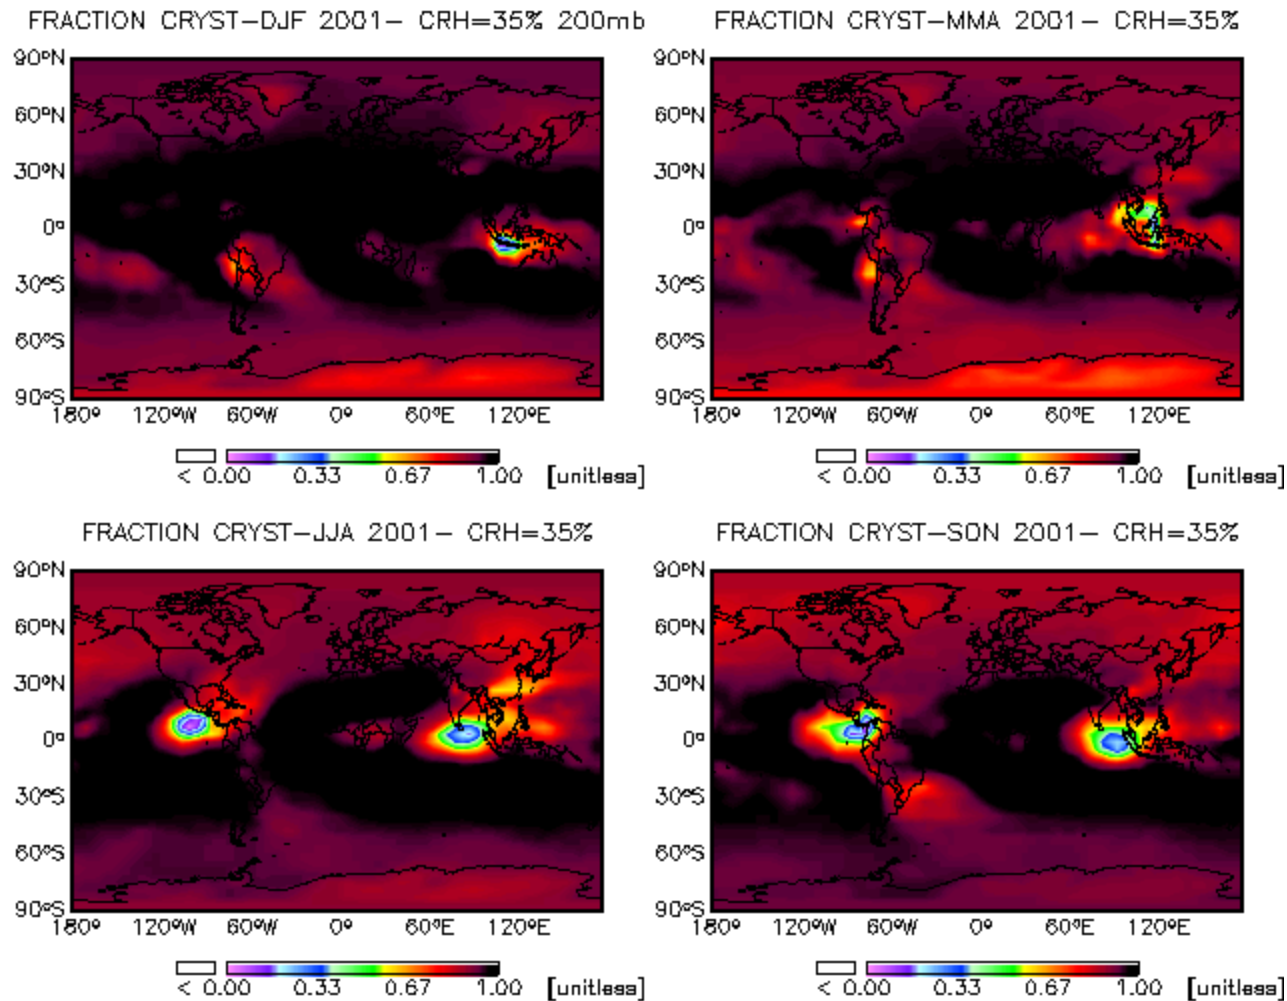 FRACTION CRYST-DJF 2001- CRH=35% 200mb
90°N
60°N
30°N
0°
30°S
60°S
90°S
180° 120°W 60°W 0° 60°E 120°E
< 0.00 0.33 0.67 1.00 [unitless]
FRACTION CRYST-MMA 2001- CRH=35%
90°N
60°N
30°N
0°
30°S
60°S
90°S
180° 120°W 60°W 0° 60°E 120°E
< 0.00 0.33 0.67 1.00 [unitless]
FRACTION CRYST-JJA 2001- CRH=35%
90°N
60°N
30°N
0°
30°S
60°S
90°S
180° 120°W 60°W 0° 60°E 120°E
< 0.00 0.33 0.67 1.00 [unitless]
FRACTION CRYST-SON 2001- CRH=35%
90°N
60°N
30°N
0°
30°S
60°S
90°S
180° 120°W 60°W 0° 60°E 120°E
< 0.00 0.33 0.67 1.00 [unitless]